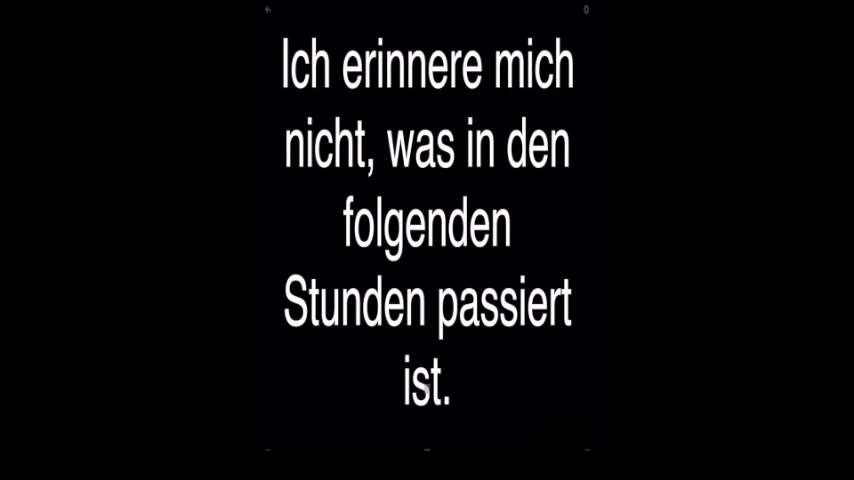 Ich erinnere mich
nicht, was in den
folgenden
Stunden passiert
ist.